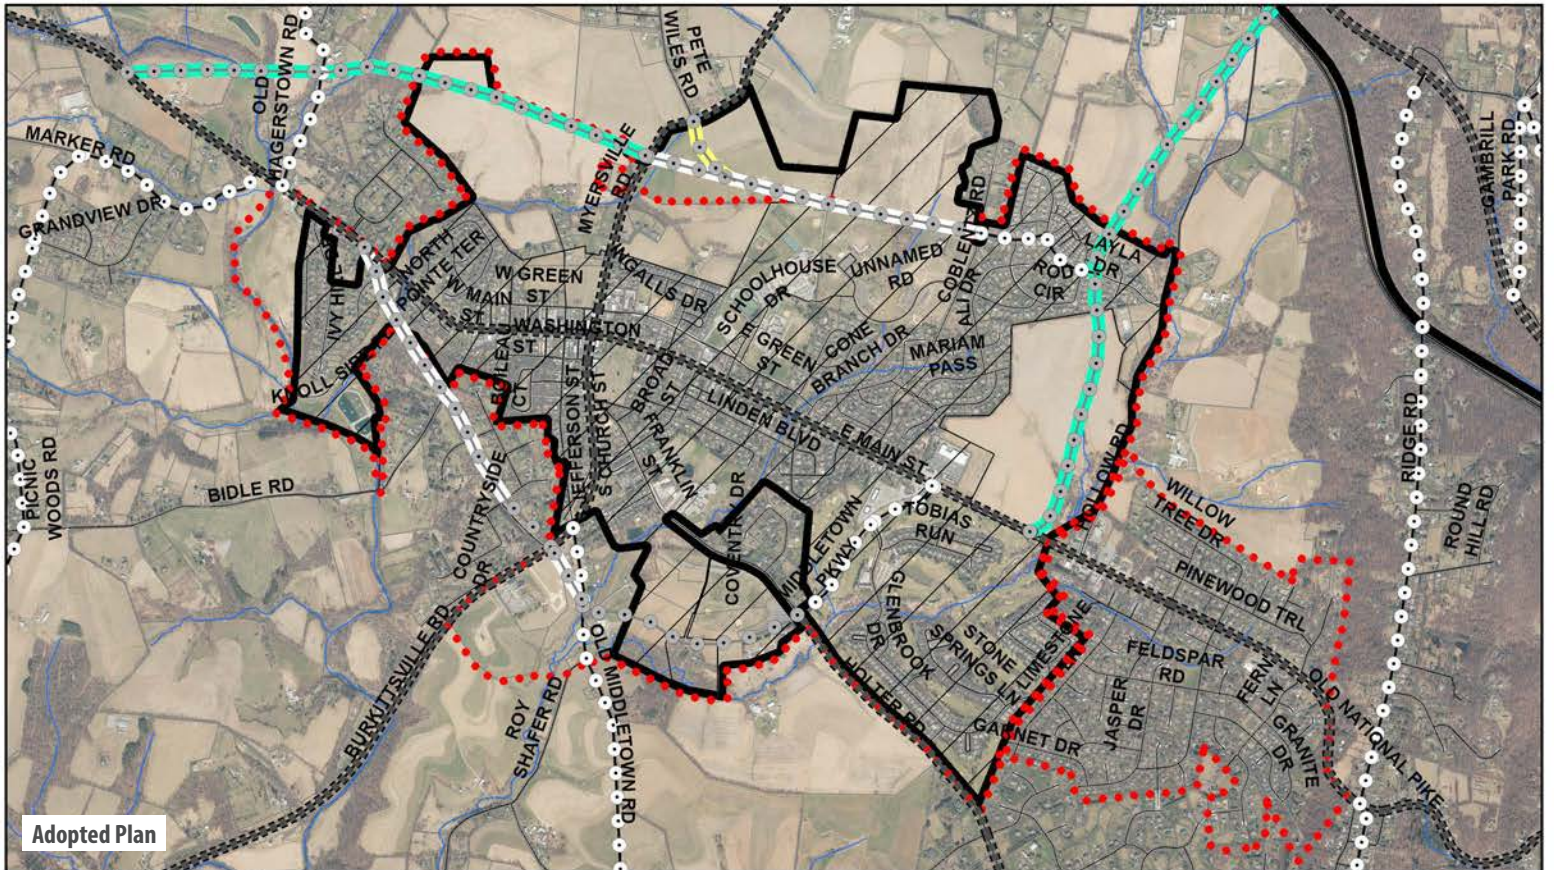 OLD
HAGERSTOWN RD
PETE
WILES RD
MARKER RD
GRANDVIEW DR
MYERSVILLE
RD
GAMBRILL
PARK RD
NORTH
POINTE TER
W GREEN
ST
INGALLS DR
SCHOOLHOUSE
DR
UNNAMED
RD
COBLENTZ RD
ALI DR
LAYLA
DR
ROD
CIR
W MAIN
ST
WASHINGTON
ST
E GREEN
ST
CONE
BRANCH DR
MARIAM
PASS
KNOLL SIDE
CT
JEFFERSON ST
S CHURCH ST
BROAD
ST
FRANKLIN
ST
LINDEN BLVD
E MAIN ST
HOLLOW RD
RIDGE RD
PICNIC
WOODS RD
BIDLE RD
COUNTRYSIDE
DR
COVENTRY DR
MIDDLETOWN
PKWY
TOBIAS
RUN
WILLOW
TREE DR
ROUND
HILL RD
PINEWOOD TRL
GLENBROOK
DR
STONE
SPRINGS LN
LIMESTONE
FELDSPAR
RD
FERN
LN
OLD NATIONAL PIKE
BURKITTSVILLE RD
ROY
SHAFER RD
OLD MIDDLETOWN RD
HOLTER RD
GARNET DR
JASPER
DR
GRANITE
DR
Adopted Plan